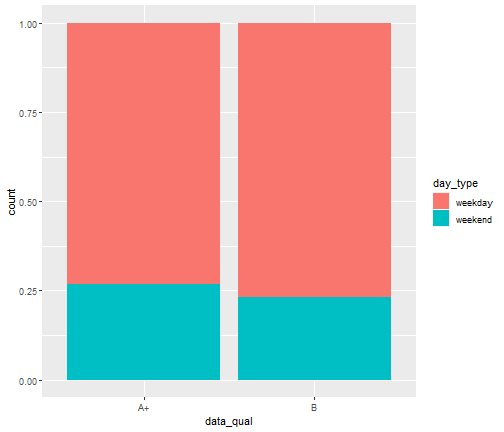 1.00
0.75
0.50
0.25
0.00
count
A+
B
data_qual
day_type
weekday
weekend